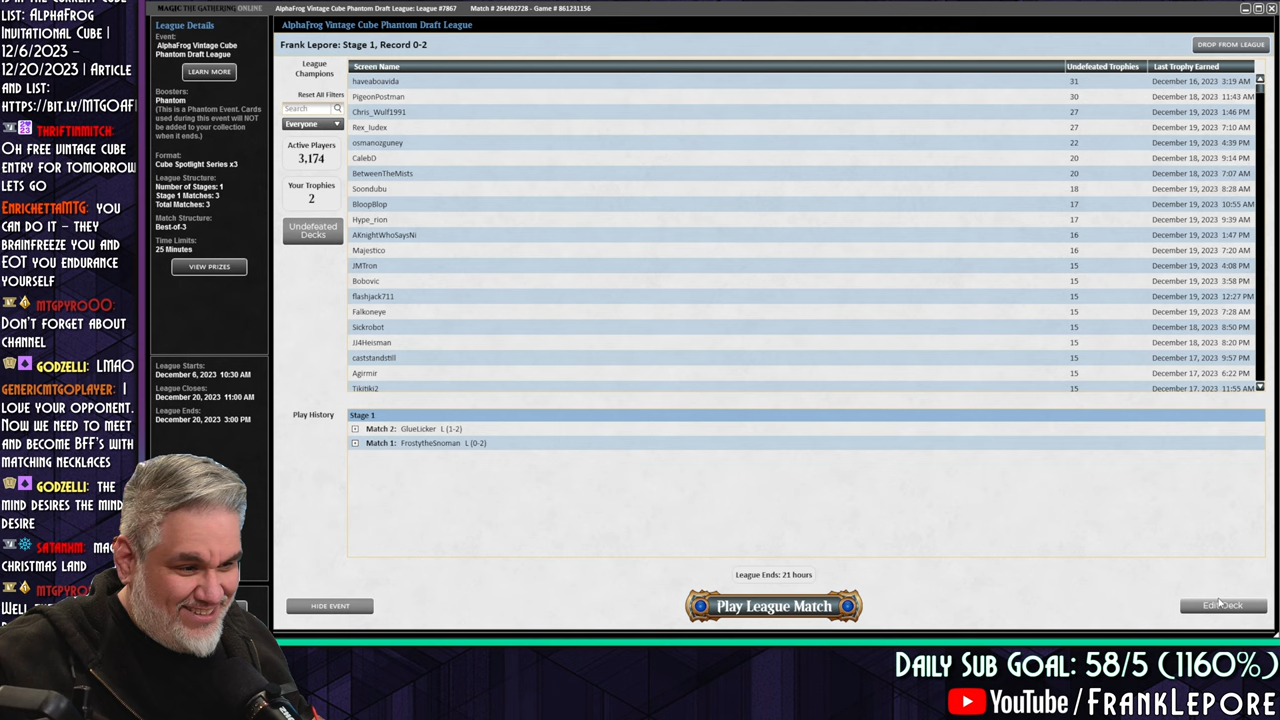 MAGIC THE GATHERING ONLINE
AlphaFrog Vintage Cube Phantom Draft League: League #7867 Match # 264492728 - Game # 861231156
list: AlphaFrog
Invitational Cube |
12/6/2023 –
12/20/2023 | Article
and list:
https://bit.ly/MTGOAF
ThriftinMitch:
Oh free vintage cube
entry for tomorrow
lets go
EnrichettaMTG: you
can do it – they
brainfreeze you and
EOT you endurance
yourself
mtgpyro00:
Don't forget about
channel
Godzelli: LMAO
genericmtgoplayer: I
love your opponent.
Now we need to meet
and become BFF's with
matching necklaces
Godzelli: the
mind desires the mind
desire
Christmas land
League Details
Event:
AlphaFrog Vintage Cube
Phantom Draft League
LEARN MORE
Boosters:
Phantom
(This is a Phantom Event. Cards
used during this event will NOT
be added to your collection
when it ends.)
Format:
Cube Spotlight Series x3
League Structure:
Number of Stages: 1
Stage 1 Matches: 3
Total Matches: 3
Match Structure:
Best-of-3
Time Limits:
25 Minutes
VIEW PRIZES
League Starts:
December 6, 2023 10:30 AM
League Closes:
December 20, 2023 11:00 AM
League Ends:
December 20, 2023 3:00 PM
AlphaFrog Vintage Cube Phantom Draft League
Frank Lepore: Stage 1, Record 0-2
DROP FROM LEAGUE
League
Champions
Reset All Filters
Search
Everyone
Active Players
3,174
Your Trophies
2
Undefeated
Decks
Screen Name Undefeated Trophies Last Trophy Earned
haveaboavida 31 December 16, 2023 3:19 AM
PigeonPostman 30 December 18, 2023 11:43 AM
Chris_Wulf1991 27 December 19, 2023 1:46 PM
Rex_Iudex 27 December 19, 2023 7:10 AM
osmanozguney 22 December 19, 2023 4:39 PM
CalebD 20 December 18, 2023 9:14 PM
BetweenTheMists 20 December 18, 2023 7:07 AM
Soondubu 18 December 19, 2023 8:28 AM
BloopBlop 17 December 19, 2023 10:55 AM
Hype_rion 17 December 19, 2023 9:39 AM
AKnightWhoSaysNi 16 December 19, 2023 1:47 PM
Majestico 16 December 19, 2023 7:20 AM
JMTron 15 December 19, 2023 4:08 PM
Bobovic 15 December 19, 2023 3:58 PM
flashjack711 15 December 19, 2023 12:27 PM
Falkoneye 15 December 19, 2023 7:28 AM
Sickrobot 15 December 18, 2023 8:50 PM
JJ4Heisman 15 December 18, 2023 8:20 PM
caststandstill 15 December 17, 2023 9:57 PM
Agirmir 15 December 17, 2023 6:22 PM
Tikitiki2 15 December 17, 2023 11:55 AM
Play History
Stage 1
Match 2: GlueLicker L (1-2)
Match 1: FrostytheSnoman L (0-2)
League Ends: 21 hours
HIDE EVENT
Play League Match
Edit Deck
Daily Sub Goal: 58/5 (1160%)
YouTube/FrankLepore